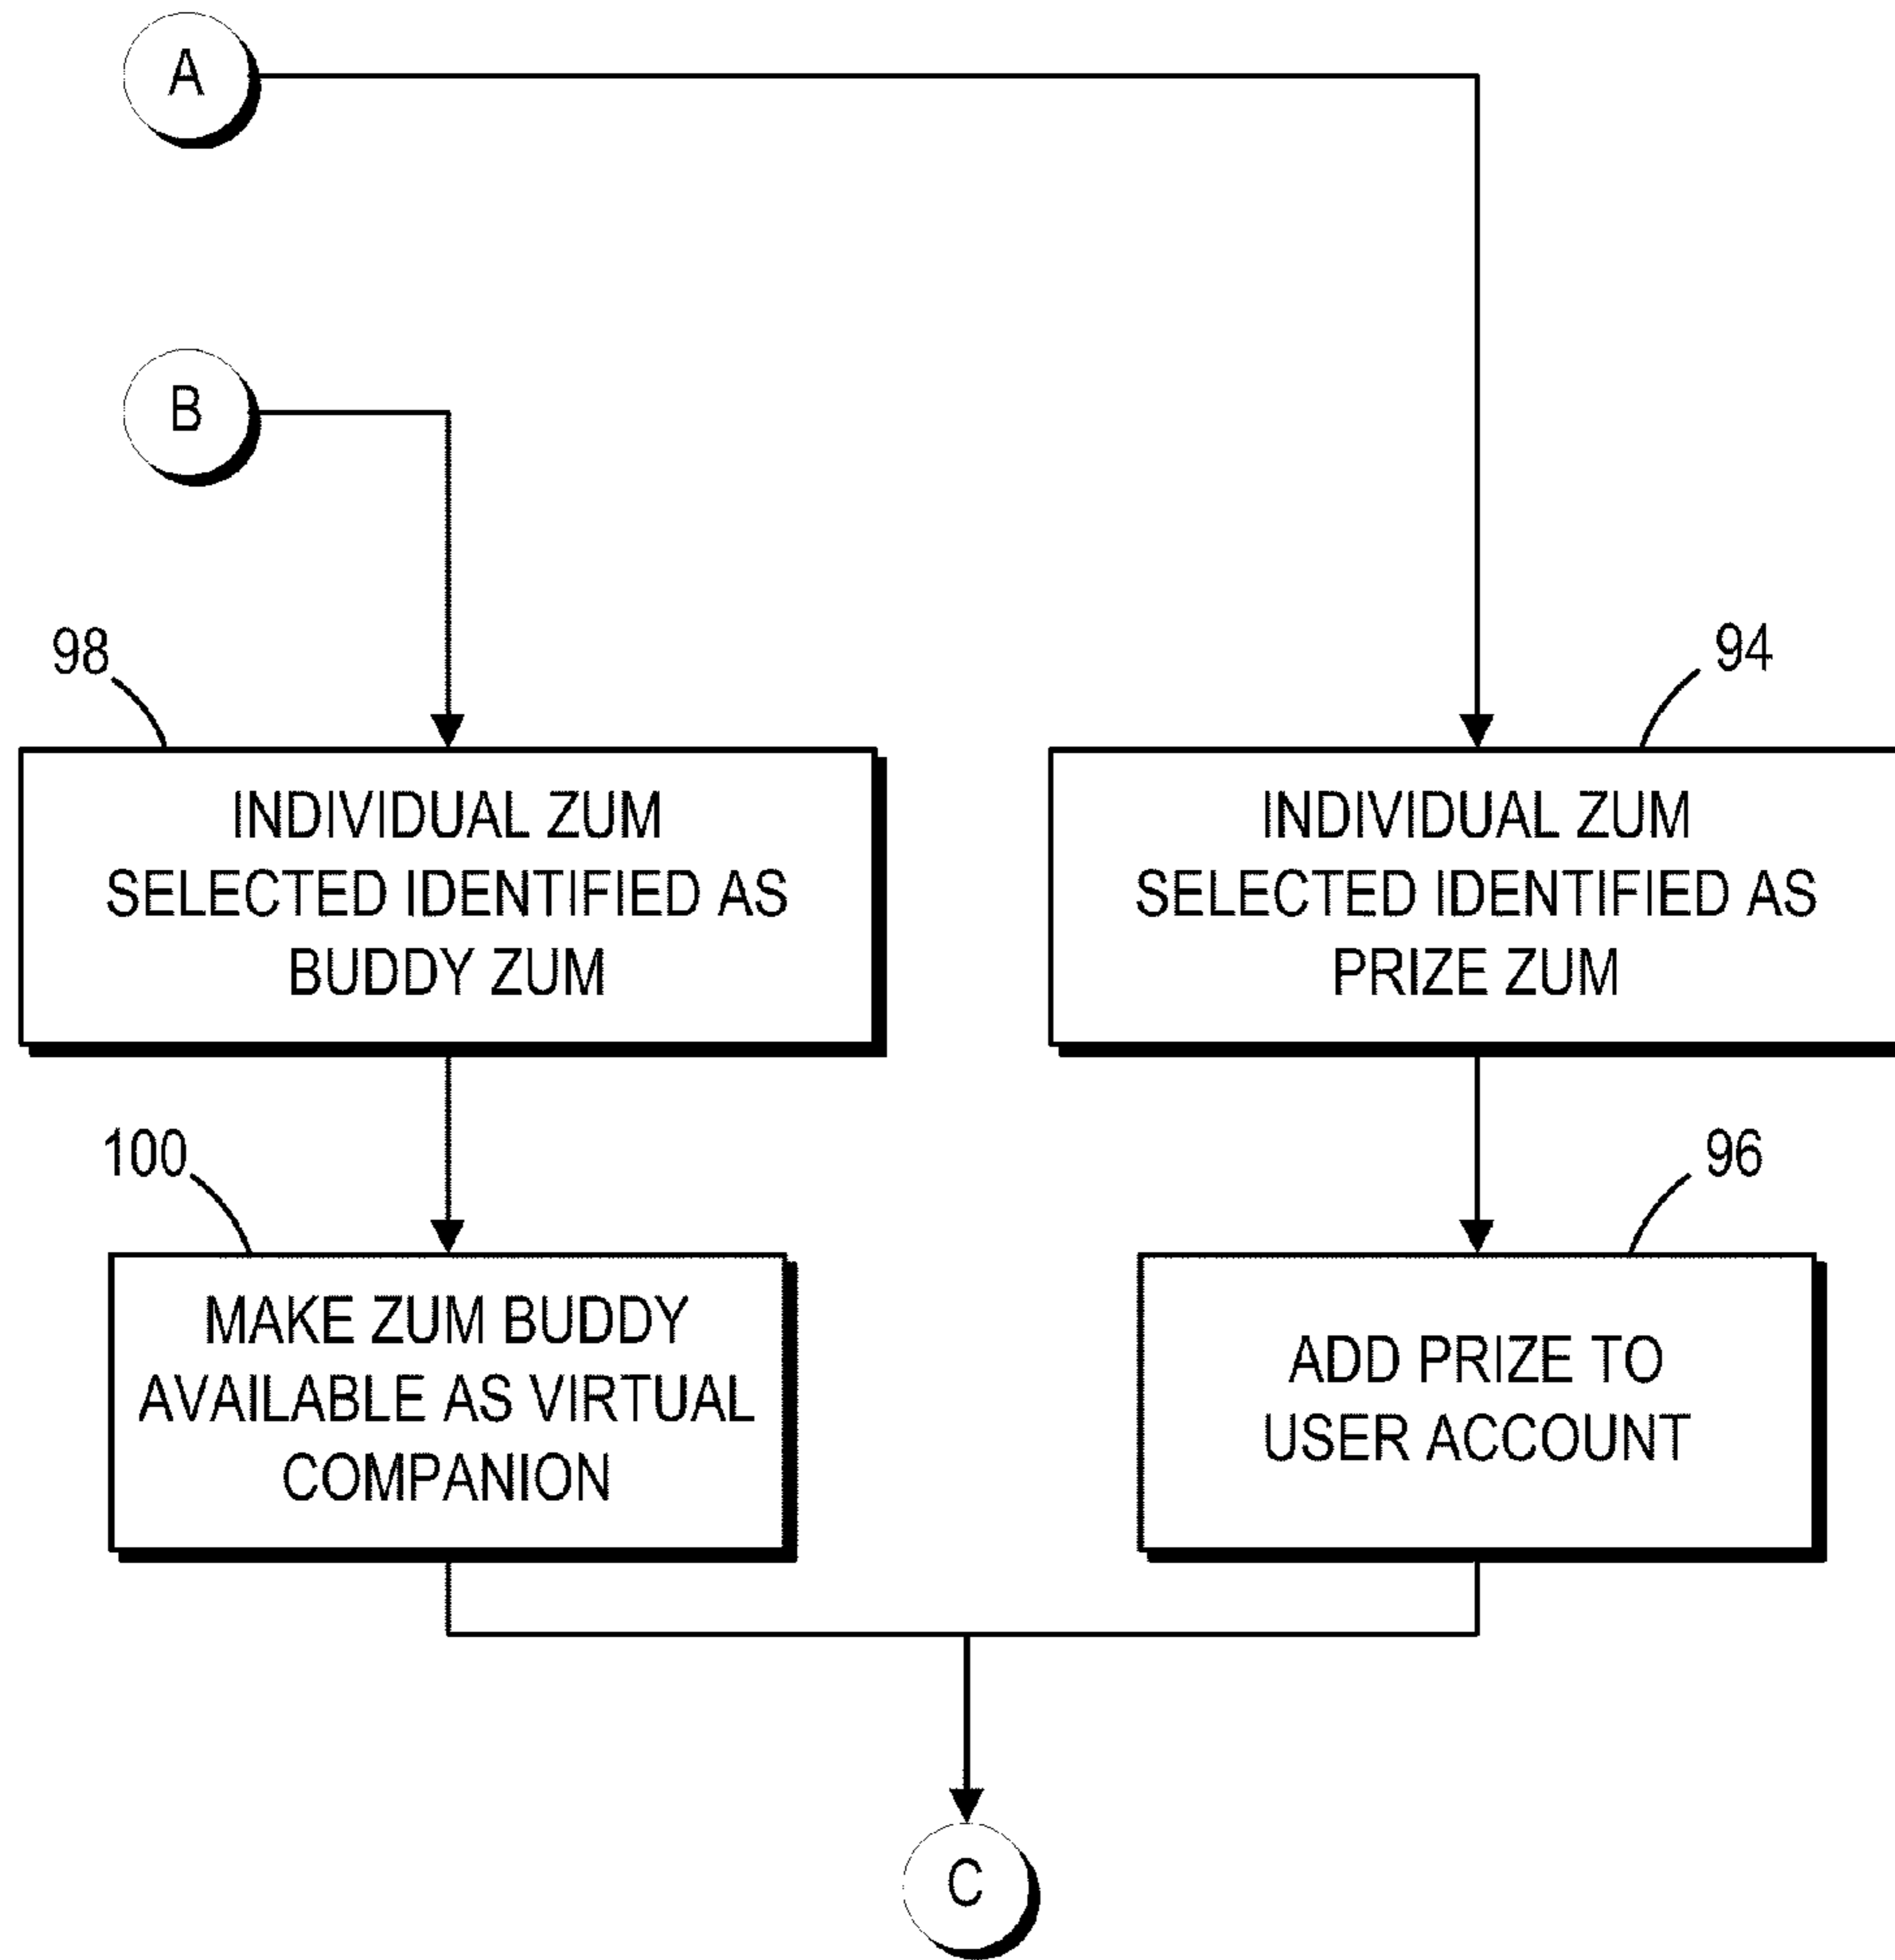 A
B
98
INDIVIDUAL ZUM
SELECTED IDENTIFIED AS
BUDDY ZUM
94
INDIVIDUAL ZUM
SELECTED IDENTIFIED AS
PRIZE ZUM
100
MAKE ZUM BUDDY
AVAILABLE AS VIRTUAL
COMPANION
96
ADD PRIZE TO
USER ACCOUNT
C